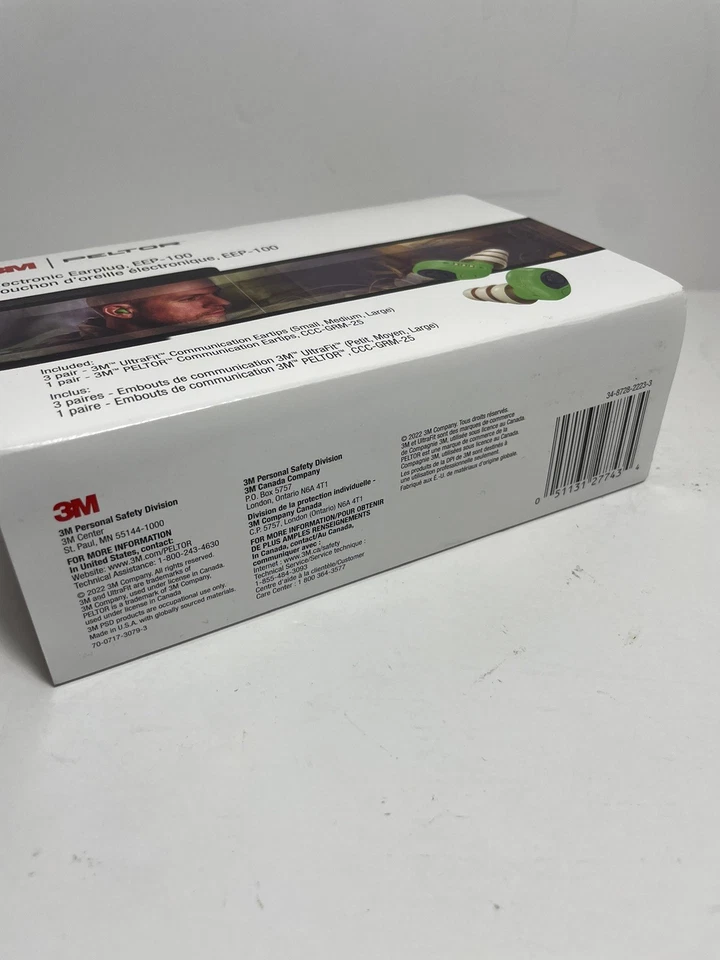 3M | PELTOR™
ectronic Earplug, EEP-100
ouchon d'oreille électronique, EEP-100
Included:
3 pair - 3M™ UltraFit™ Communication Eartips (Small, Medium, Large)
1 pair - 3M™ PELTOR™ Communication Eartips, CCC-GRM-25
Inclus:
3 paires - Embouts de communication 3M™ UltraFit™ (Petit, Moyen, Large)
1 paire - Embouts de communication 3M™ PELTOR™, CCC-GRM-25
3M
3M Personal Safety Division
3M Center
St. Paul, MN 55144-1000
FOR MORE INFORMATION
In United States, contact:
Website: www.3M.com/PELTOR
Technical Assistance: 1-800-243-4630
© 2022 3M Company. All rights reserved.
3M and UltraFit are trademarks of
3M Company, used under license in Canada.
PELTOR is a trademark of 3M Company,
used under license in Canada
3M PSD products are occupational use only.
Made in U.S.A. with globally sourced materials.
70-0717-3079-3
3M Personal Safety Division
3M Canada Company
P.O. Box 5757
London, Ontario N6A 4T1
Division de la protection individuelle -
3M Company Canada
C.P. 5757, London (Ontario) N6A 4T1
FOR MORE INFORMATION/POUR OBTENIR
DE PLUS AMPLES RENSEIGNEMENTS
In Canada, contact/Au Canada,
communiquer avec :
Internet : www.3M.ca/safety
Technical Service/Service technique :
1-855-484-3093
Centre d'aide à la clientèle/Customer
Care Center : 1 800 364-3577
© 2022 3M Company. Tous droits réservés.
3M et UltraFit sont des marques de commerce
de Compagnie 3M, utilisée sous licence au Canada.
PELTOR est une marque de commerce de la
Compagnie 3M, utilisées sous licence au Canada.
Les produits de la DPI de 3M sont destinés à
une utilisation professionnelle seulement.
Fabriqué aux É.-U. de matériaux d'origine globale.
34-8728-2223-3
0 51131 27743 4